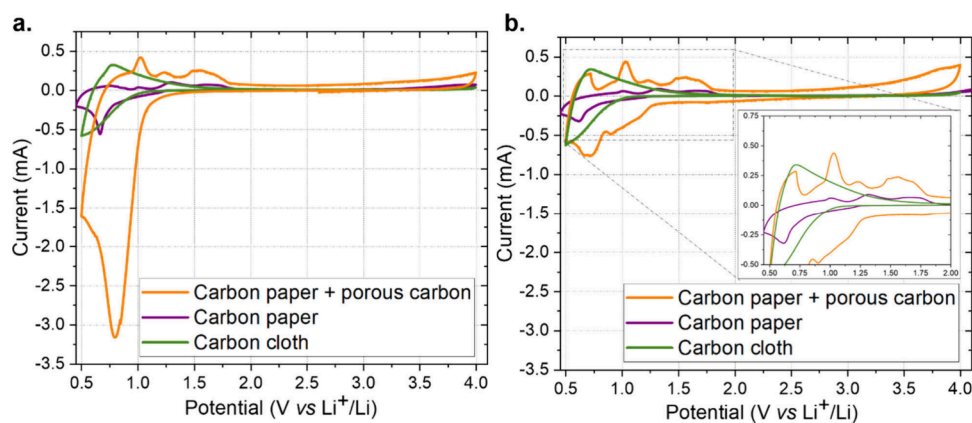 a.
0.5
0.0
-0.5
-1.0
-1.5
-2.0
-2.5
-3.0
-3.5
Current (mA)
Carbon paper + porous carbon
Carbon paper
Carbon cloth
0.5 1.0 1.5 2.0 2.5 3.0 3.5 4.0
Potential (V vs Li⁺/Li)
b.
0.5
0.0
-0.5
-1.0
-1.5
-2.0
-2.5
-3.0
-3.5
Current (mA)
0.75
0.50
0.25
0.00
-0.25
-0.50
0.50 0.75 1.00 1.25 1.50 1.75 2.00
Carbon paper + porous carbon
Carbon paper
Carbon cloth
0.5 1.0 1.5 2.0 2.5 3.0 3.5 4.0
Potential (V vs Li⁺/Li)